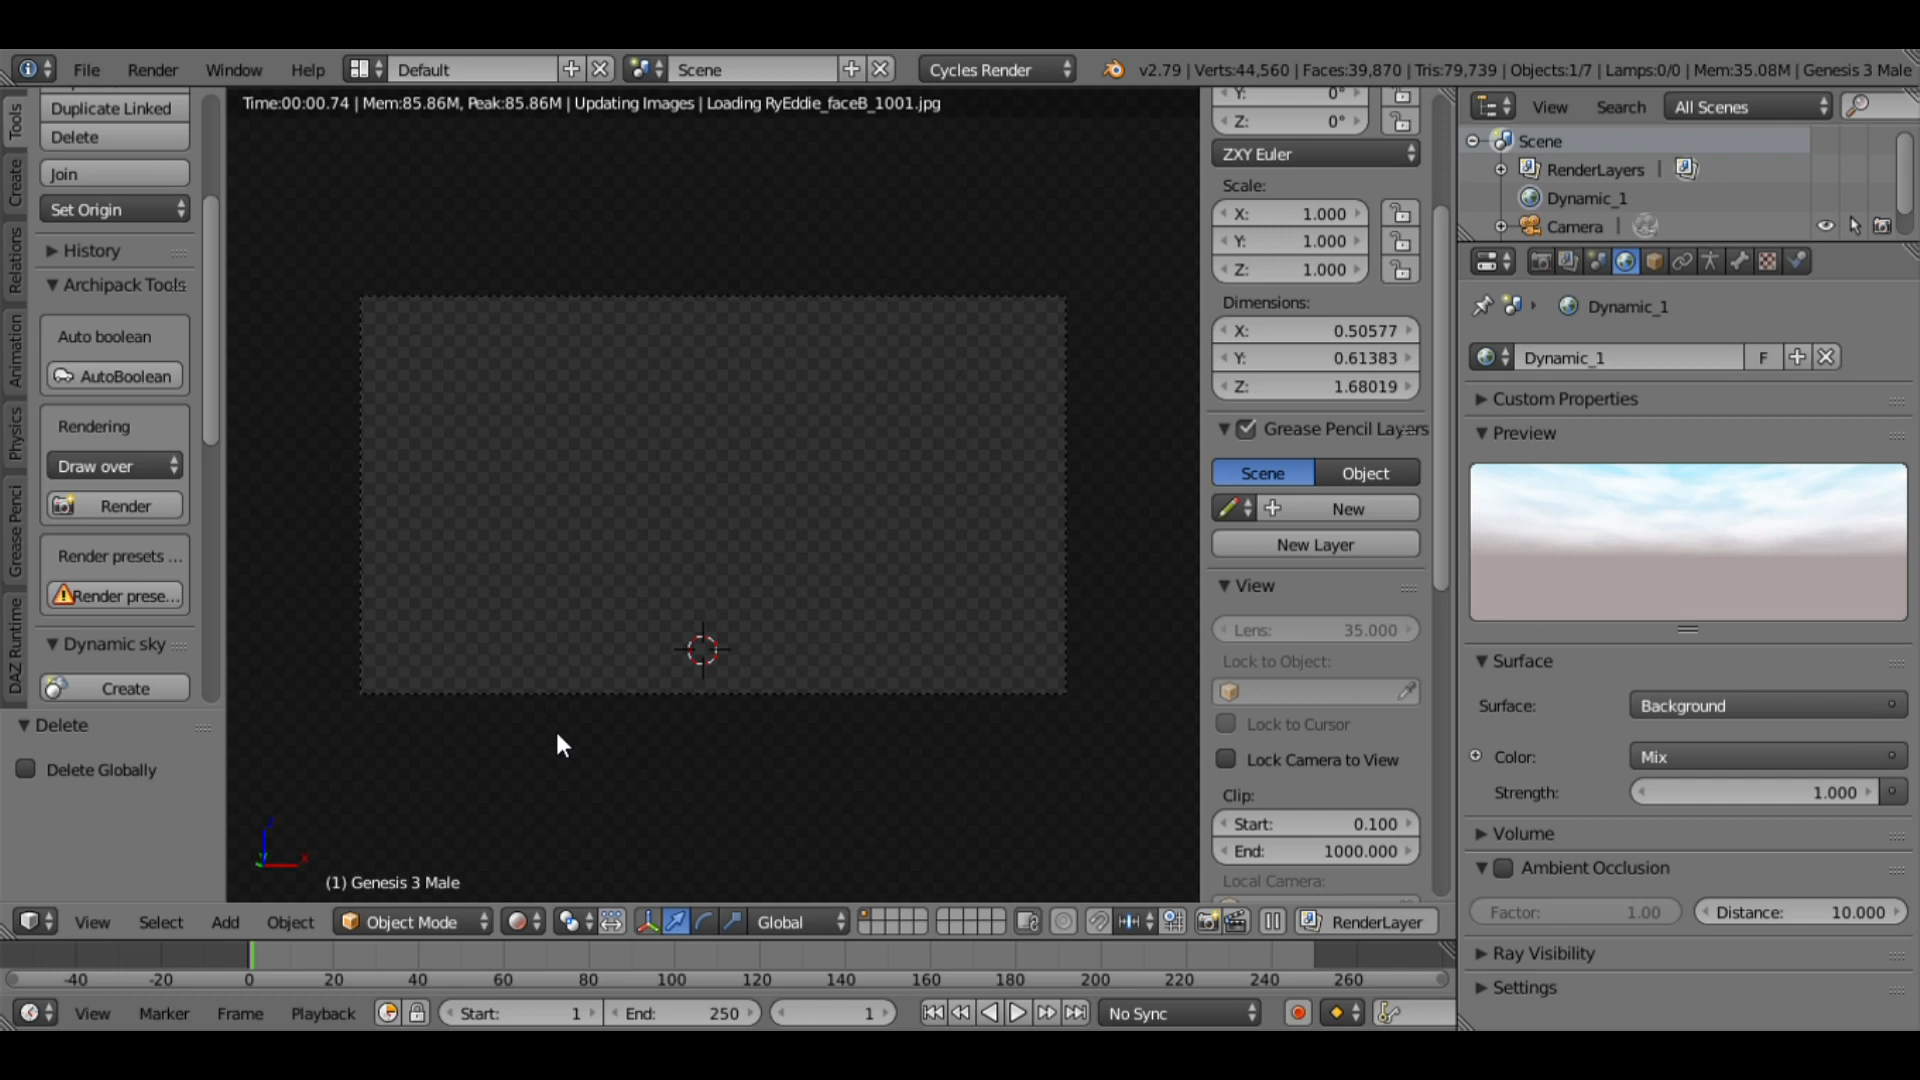 File Render Window Help Default Scene Cycles Render v2.79 | Verts:44,560 | Faces:39,870 | Tris:79,739 | Objects:1/7 | Lamps:0/0 | Mem:35.08M | Genesis 3 Male
Time:00:00.74 | Mem:85.86M, Peak:85.86M | Updating Images | Loading RyEddie_faceB_1001.jpg
Tools
Create
Relations
Animation
Physics
Grease Penci
DAZ Runtime
Duplicate Linked
Delete
Join
Set Origin
History
Archipack Tools
Auto boolean
AutoBoolean
Rendering
Draw over
Render
Render presets ...
Render prese...
Dynamic sky
Create
Delete
Delete Globally
(1) Genesis 3 Male
Y: 0°
Z: 0°
ZXY Euler
Scale:
X: 1.000
Y: 1.000
Z: 1.000
Dimensions:
X: 0.50577
Y: 0.61383
Z: 1.68019
Grease Pencil Layers
Scene Object
New
New Layer
View
Lens: 35.000
Lock to Object:
Lock to Cursor
Lock Camera to View
Clip:
Start: 0.100
End: 1000.000
Local Camera:
View Search All Scenes
Scene
RenderLayers |
Dynamic_1
Camera |
Dynamic_1
Dynamic_1 F
Custom Properties
Preview
Surface
Surface: Background
Color: Mix
Strength: 1.000
Volume
Ambient Occlusion
Factor: 1.00 Distance: 10.000
Ray Visibility
Settings
View Select Add Object Object Mode Global RenderLayer
-40 -20 0 20 40 60 80 100 120 140 160 180 200 220 240 260
View Marker Frame Playback Start: 1 End: 250 1 No Sync